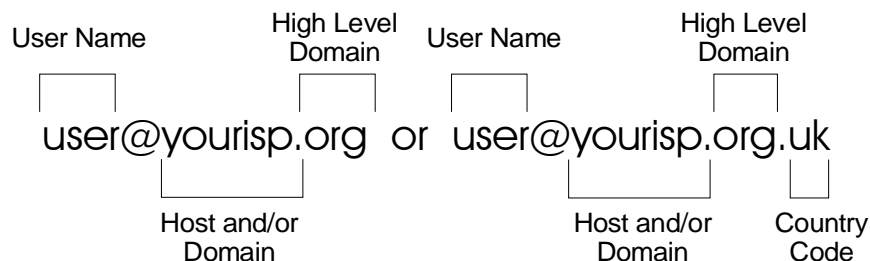 User Name High Level Domain User Name High Level Domain
user@yourisp.org or user@yourisp.org.uk
Host and/or Domain Host and/or Domain Country Code